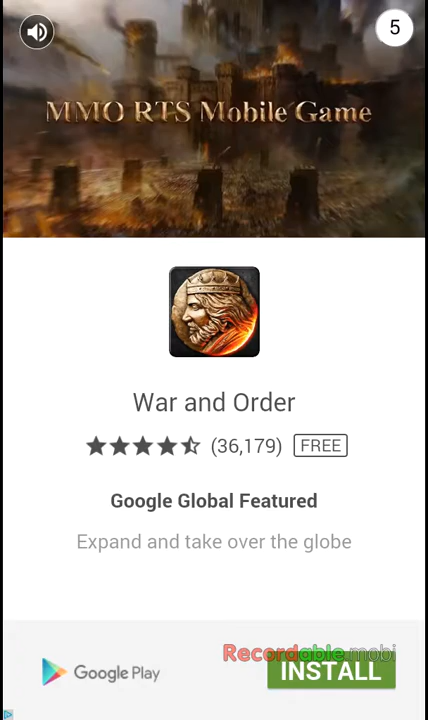 5
MMO RTS Mobile Game
War and Order
(36,179) FREE
Google Global Featured
Expand and take over the globe
Recordable.mobi
Google Play INSTALL